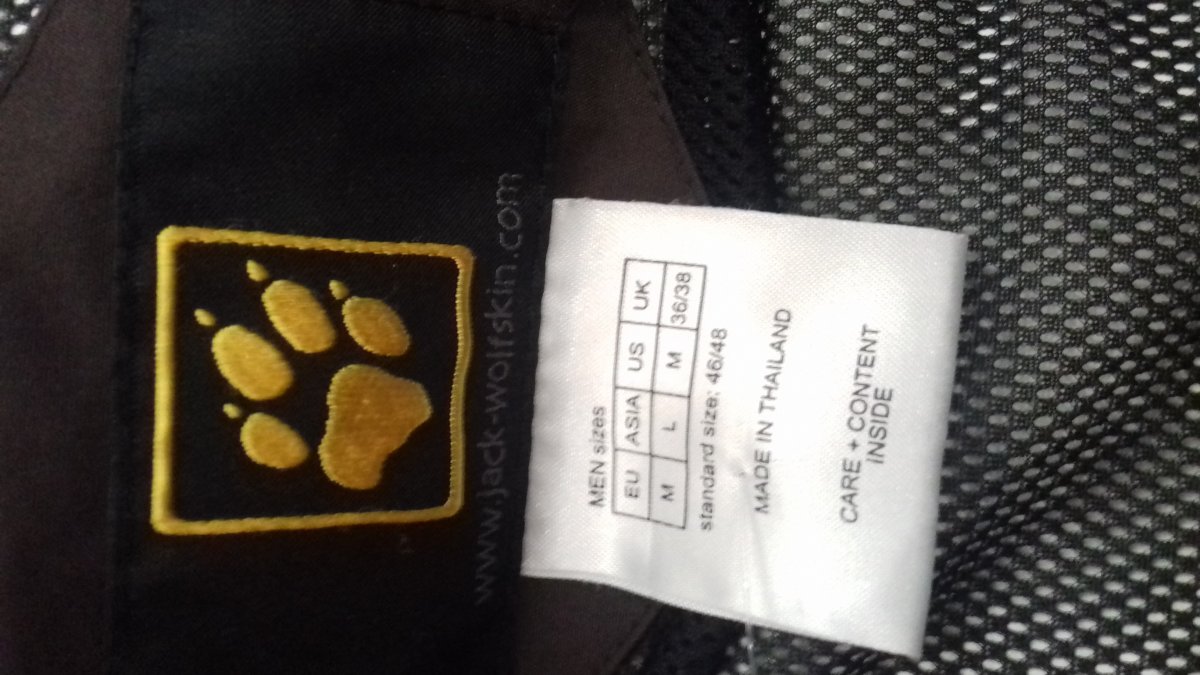 www.jack-wolfskin.com
MEN sizes
EU ASIA US UK
M L M 36/38
standard size: 46/48
MADE IN THAILAND
CARE + CONTENT
INSIDE